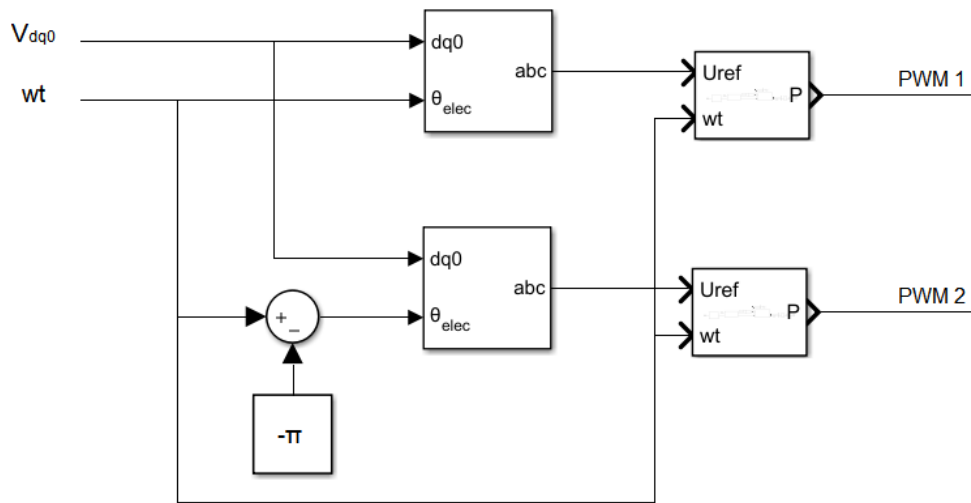 Vdq0
wt
dq0
θelec
abc
Uref
wt
P
PWM 1
dq0
θelec
abc
+
−
-π
Uref
wt
P
PWM 2